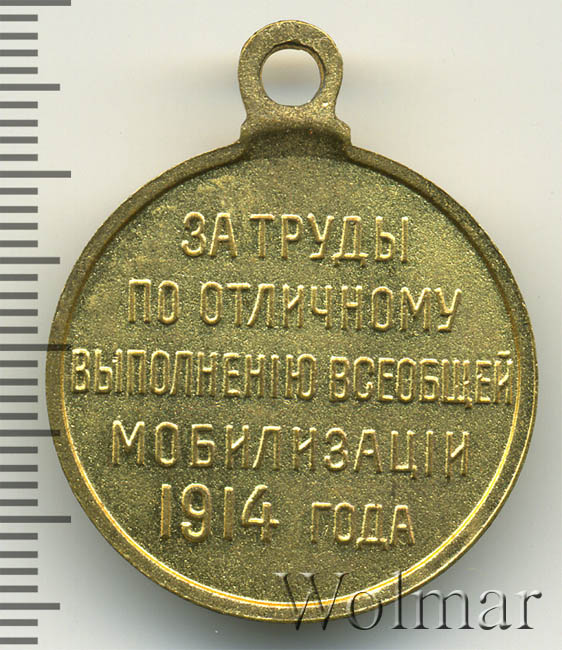 ЗА ТРУДЫ
ПО ОТЛИЧНОМУ
ВЫПОЛНЕНІЮ ВСЕОБЩЕЙ
МОБИЛИЗАЦІИ
1914 ГОДА
Wolmar